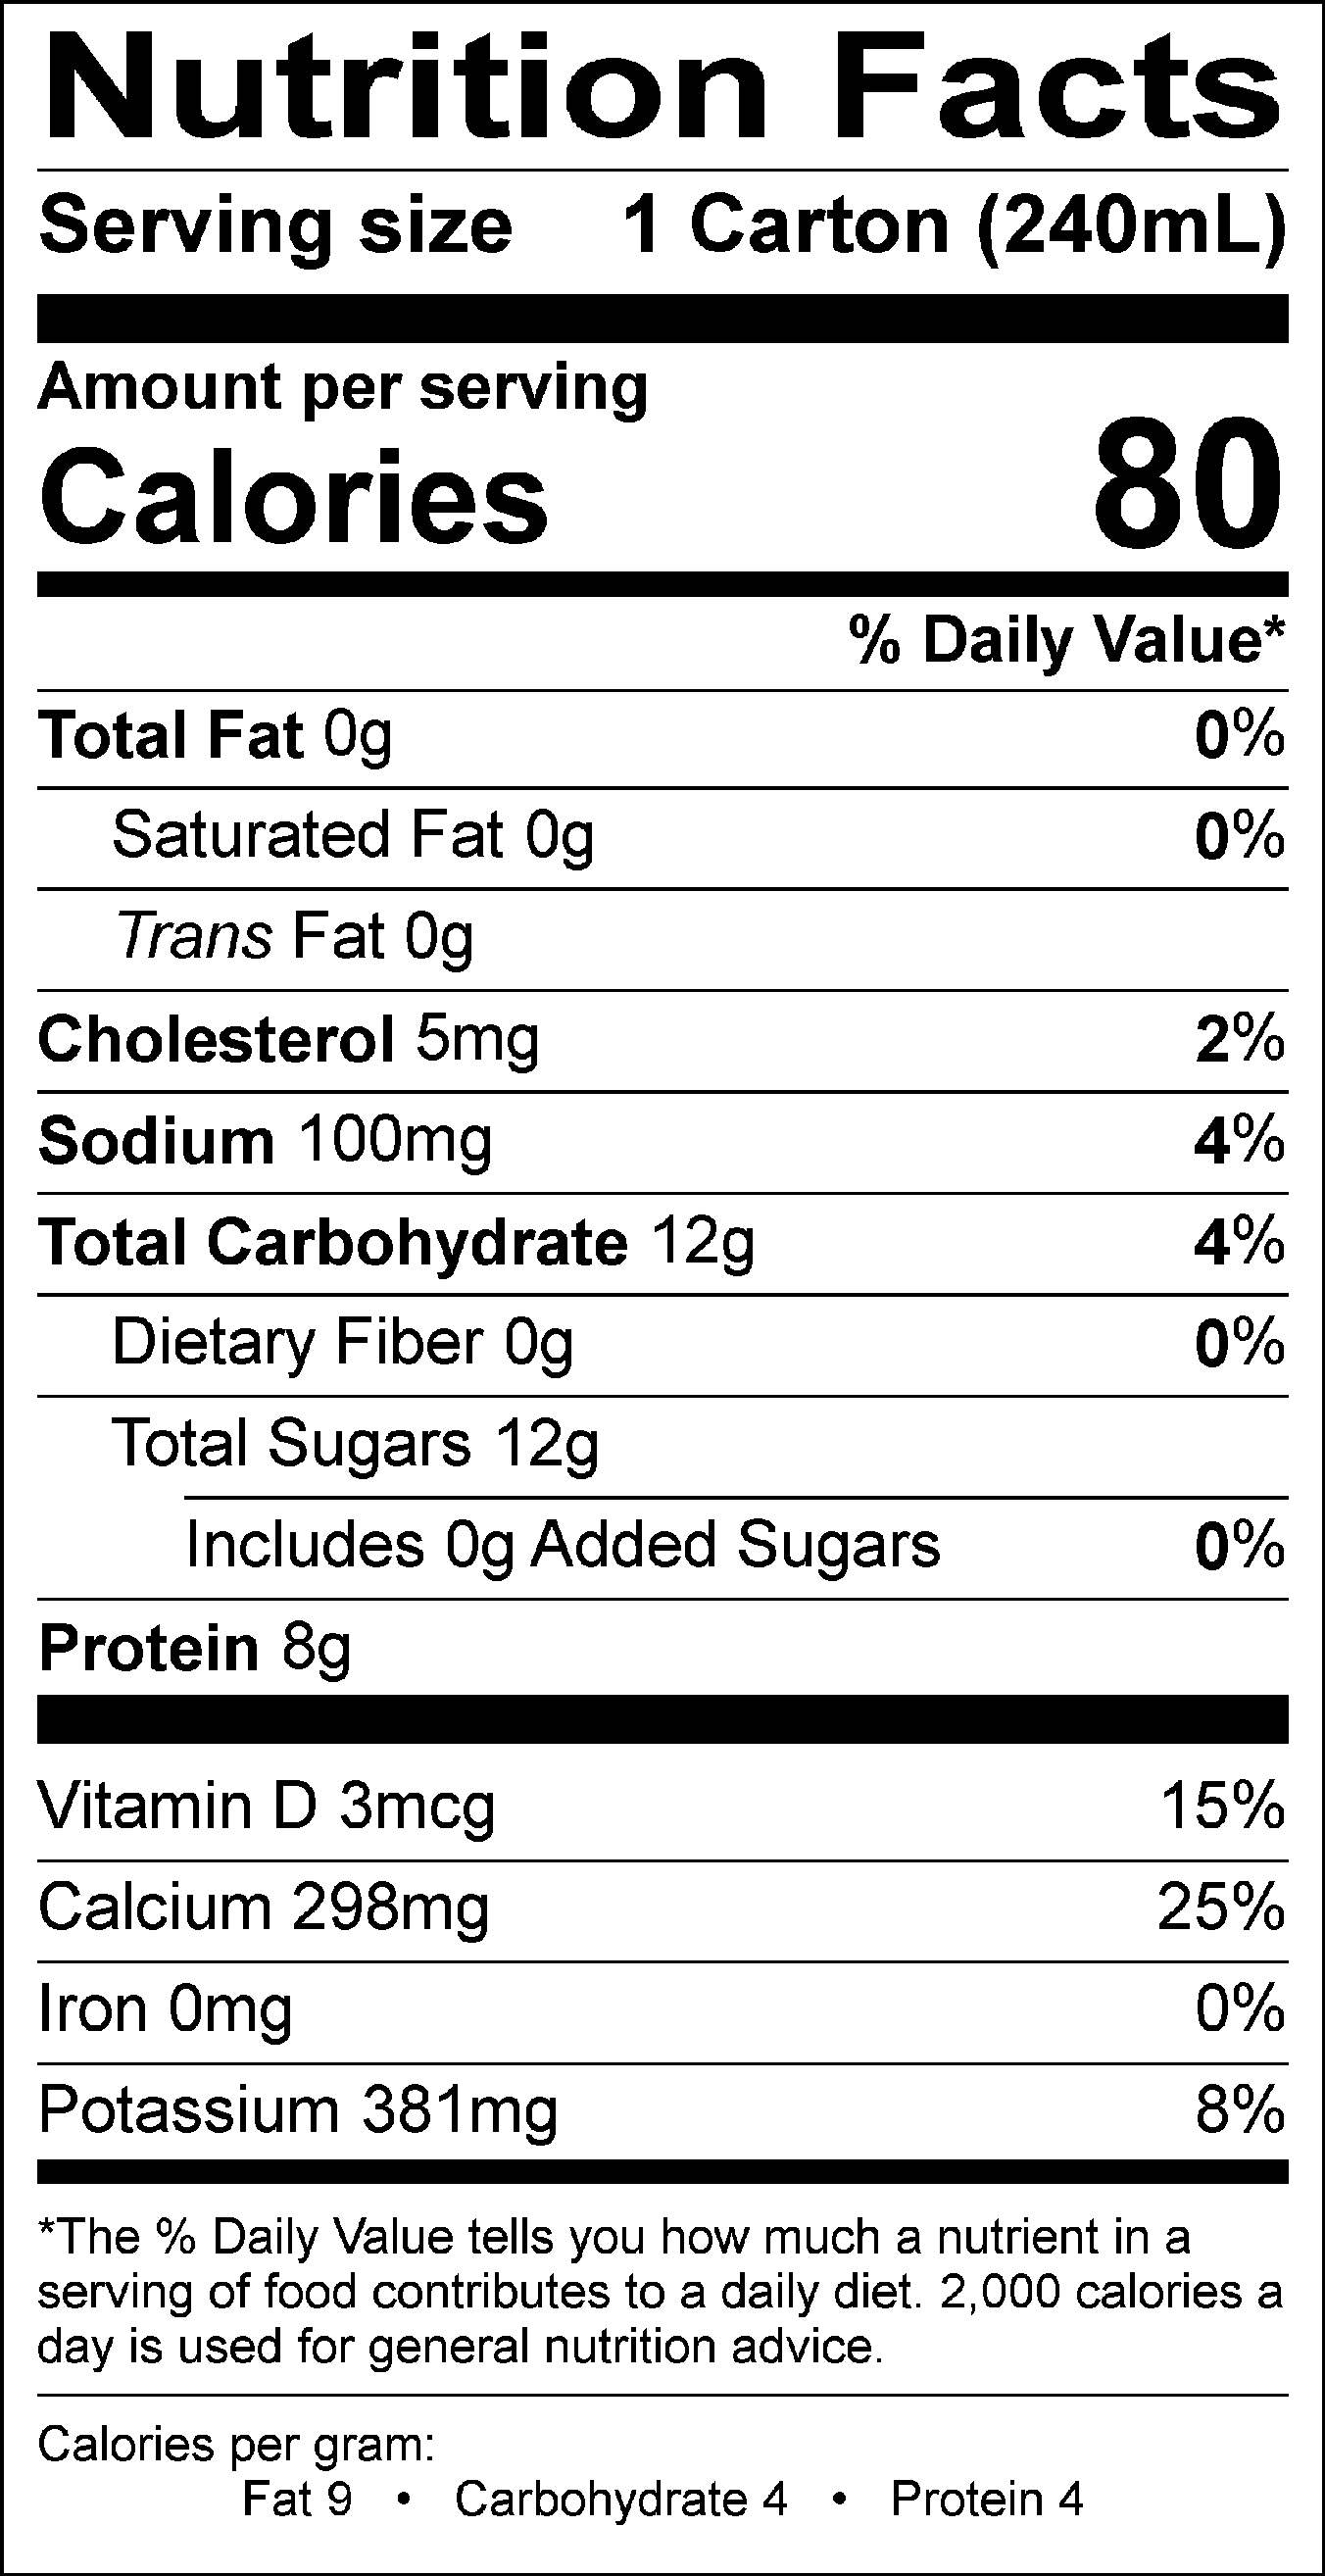 Nutrition Facts
Serving size 1 Carton (240mL)
Amount per serving
Calories 80
% Daily Value*
Total Fat 0g 0%
Saturated Fat 0g 0%
Trans Fat 0g
Cholesterol 5mg 2%
Sodium 100mg 4%
Total Carbohydrate 12g 4%
Dietary Fiber 0g 0%
Total Sugars 12g
Includes 0g Added Sugars 0%
Protein 8g
Vitamin D 3mcg 15%
Calcium 298mg 25%
Iron 0mg 0%
Potassium 381mg 8%
*The % Daily Value tells you how much a nutrient in a
serving of food contributes to a daily diet. 2,000 calories a
day is used for general nutrition advice.
Calories per gram:
Fat 9 • Carbohydrate 4 • Protein 4